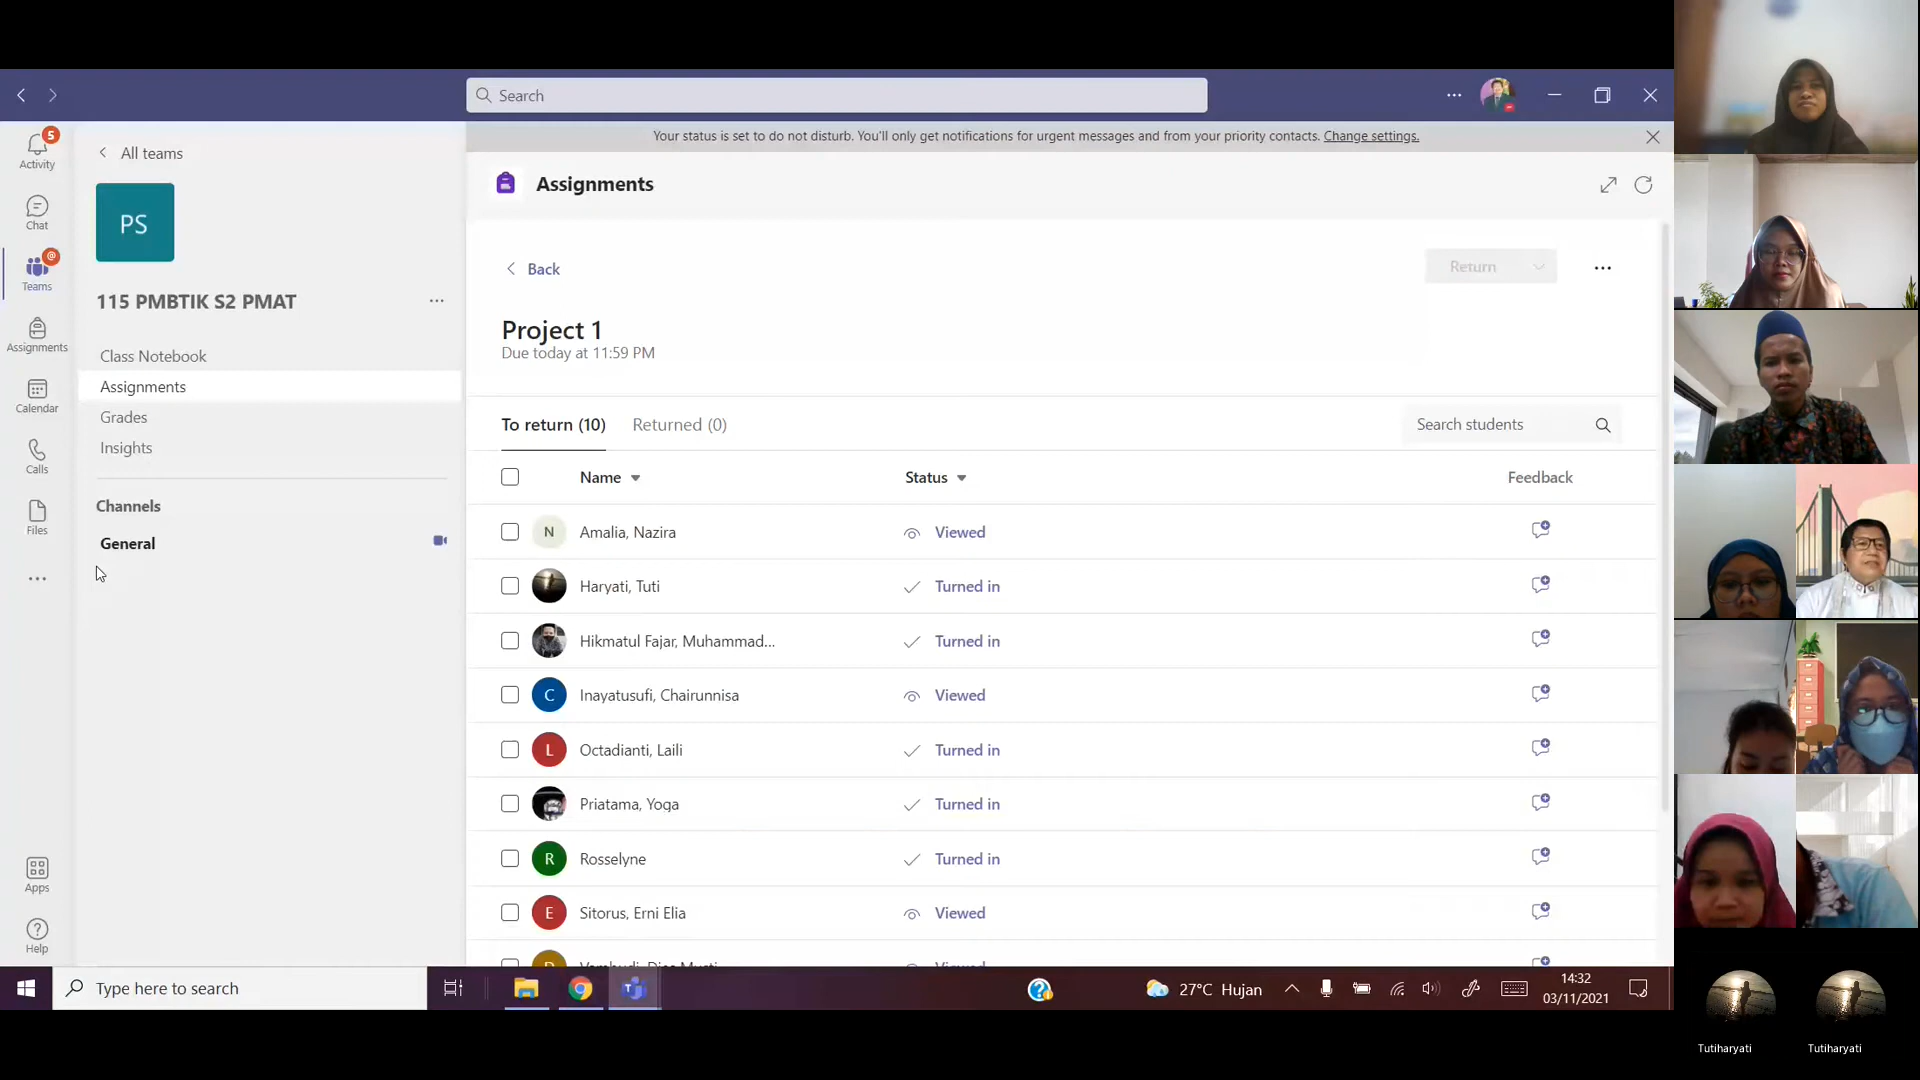 Search
Your status is set to do not disturb. You'll only get notifications for urgent messages and from your priority contacts. Change settings.
5
Activity
Chat
@
Teams
Assignments
Calendar
Calls
Files
Apps
Help
All teams
PS
115 PMBTIK S2 PMAT
Class Notebook
Assignments
Grades
Insights
Channels
General
Assignments
Back
Return
Project 1
Due today at 11:59 PM
To return (10)
Returned (0)
Search students
Name
Status
Feedback
N
Amalia, Nazira
Viewed
Haryati, Tuti
Turned in
Hikmatul Fajar, Muhammad...
Turned in
C
Inayatusufi, Chairunnisa
Viewed
L
Octadianti, Laili
Turned in
Priatama, Yoga
Turned in
R
Rosselyne
Turned in
E
Sitorus, Erni Elia
Viewed
Viewed
Type here to search
27°C Hujan
14:32
03/11/2021
Tutiharyati
Tutiharyati